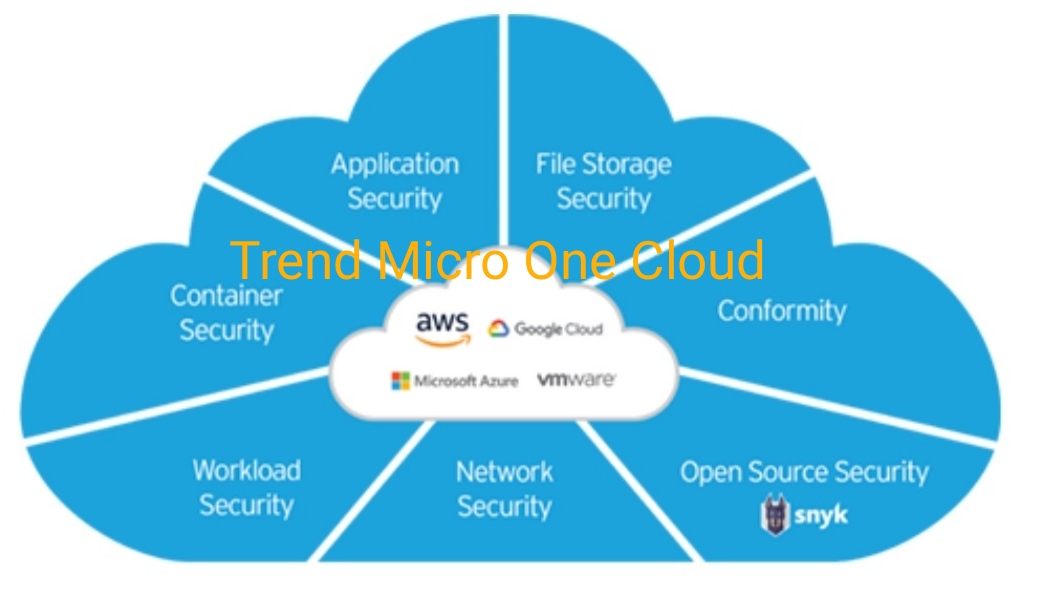 Application
Security
File Storage
Security
Trend Micro One Cloud
Container
Security
Conformity
aws
Google Cloud
Microsoft Azure
vmware
Workload
Security
Network
Security
Open Source Security
snyk